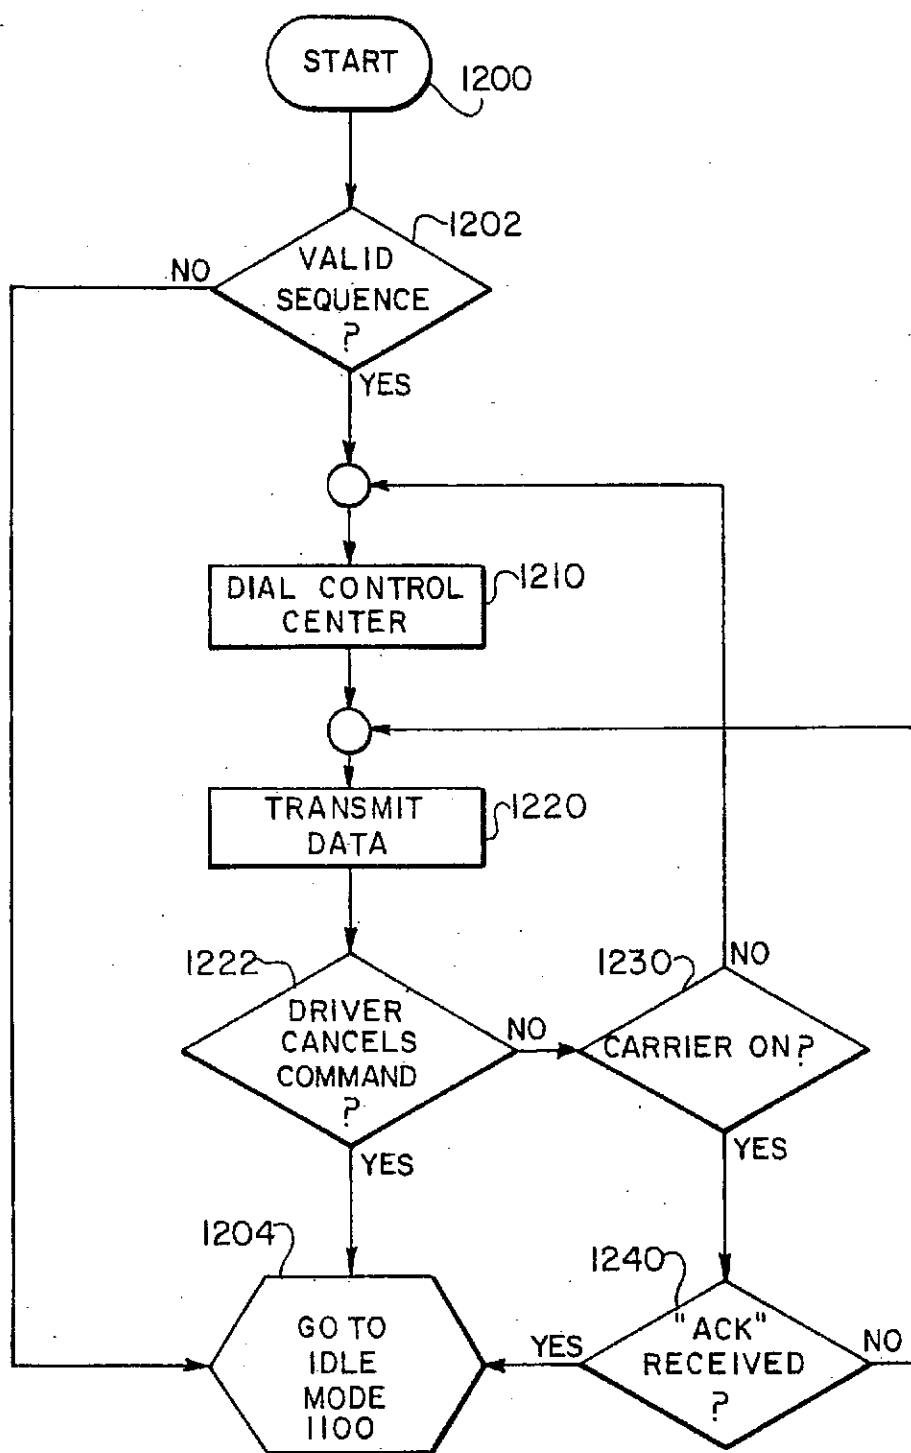 START
1200
1202
VALID
SEQUENCE
?
NO
YES
DIAL CONTROL
CENTER
1210
TRANSMIT
DATA
1220
1222
DRIVER
CANCELS
COMMAND
?
NO
YES
1230
NO
CARRIER ON?
YES
1204
GO TO
IDLE
MODE
1100
1240
"ACK"
RECEIVED
?
YES
NO